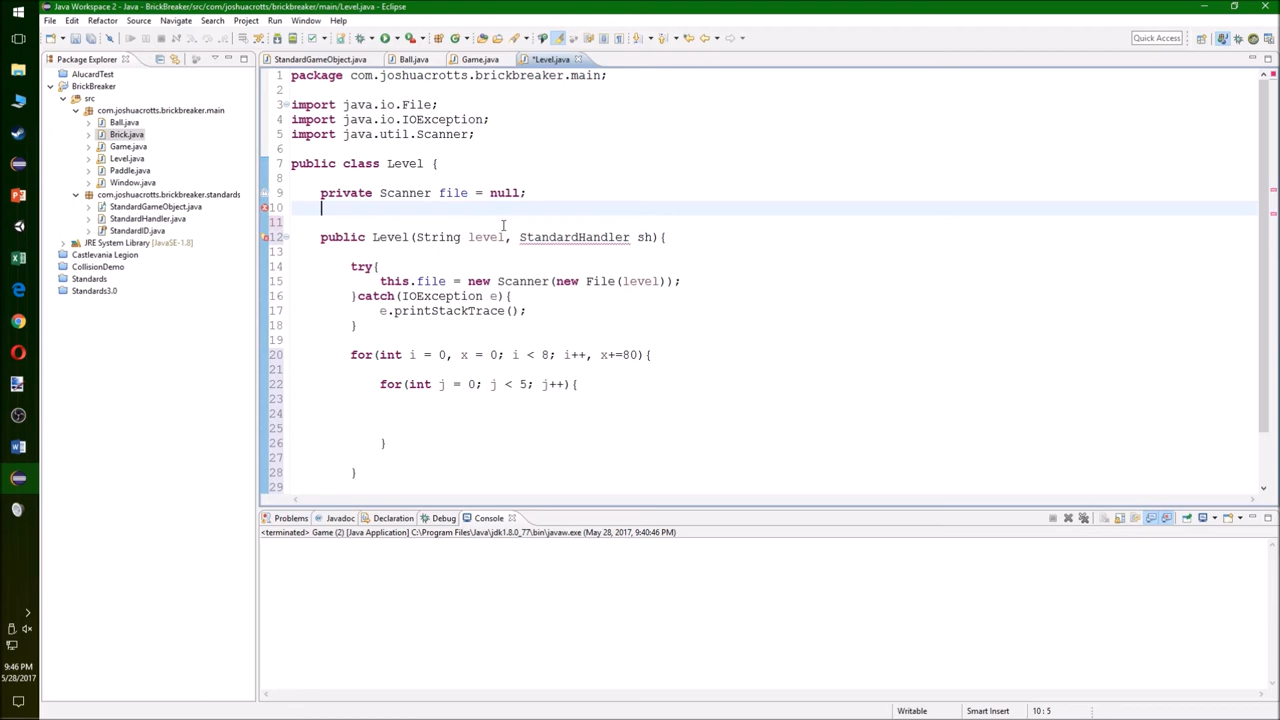 Java Workspace 2 - Java - BrickBreaker/src/com/joshuacrotts/brickbreaker/main/Level.java - Eclipse
File Edit Refactor Source Navigate Search Project Run Window Help
Quick Access
Package Explorer
StandardGameObject.java Ball.java Game.java *Level.java
AlucardTest
BrickBreaker
src
com.joshuacrotts.brickbreaker.main
Ball.java
Brick.java
Game.java
Level.java
Paddle.java
Window.java
com.joshuacrotts.brickbreaker.standards
StandardGameObject.java
StandardHandler.java
StandardID.java
JRE System Library [JavaSE-1.8]
Castlevania Legion
CollisionDemo
Standards
Standards3.0
1 package com.joshuacrotts.brickbreaker.main;
2
3 import java.io.File;
4 import java.io.IOException;
5 import java.util.Scanner;
6
7 public class Level {
8
9 private Scanner file = null;
10
11
12 public Level(String level, StandardHandler sh){
13
14 try{
15 this.file = new Scanner(new File(level));
16 }catch(IOException e){
17 e.printStackTrace();
18 }
19
20 for(int i = 0, x = 0; i < 8; i++, x+=80){
21
22 for(int j = 0; j < 5; j++){
23
24
25
26 }
27
28 }
29
Problems Javadoc Declaration Debug Console
<terminated> Game (2) [Java Application] C:\Program Files\Java\jdk1.8.0_77\bin\javaw.exe (May 28, 2017, 9:40:46 PM)
9:46 PM
5/28/2017
Writable Smart Insert 10 : 5